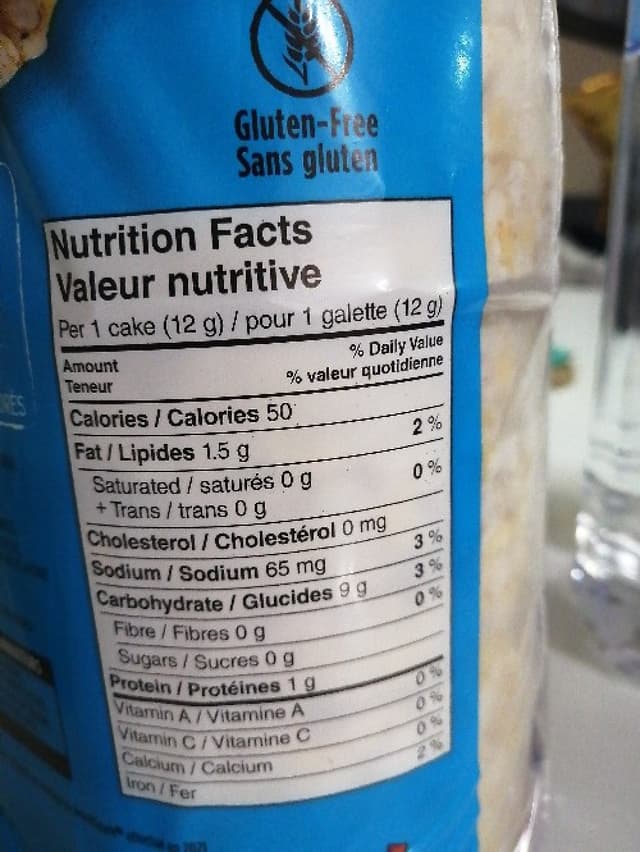 Gluten-Free
Sans gluten
Nutrition Facts
Valeur nutritive
Per 1 cake (12 g) / pour 1 galette (12 g)
Amount % Daily Value
Teneur % valeur quotidienne
Calories / Calories 50
Fat / Lipides 1.5 g 2 %
Saturated / saturés 0 g 0 %
+ Trans / trans 0 g
Cholesterol / Cholestérol 0 mg
Sodium / Sodium 65 mg 3 %
Carbohydrate / Glucides 9 g 3 %
Fibre / Fibres 0 g 0 %
Sugars / Sucres 0 g
Protein / Protéines 1 g
Vitamin A / Vitamine A 0 %
Vitamin C / Vitamine C 0 %
Calcium / Calcium 0 %
Iron / Fer 2 %